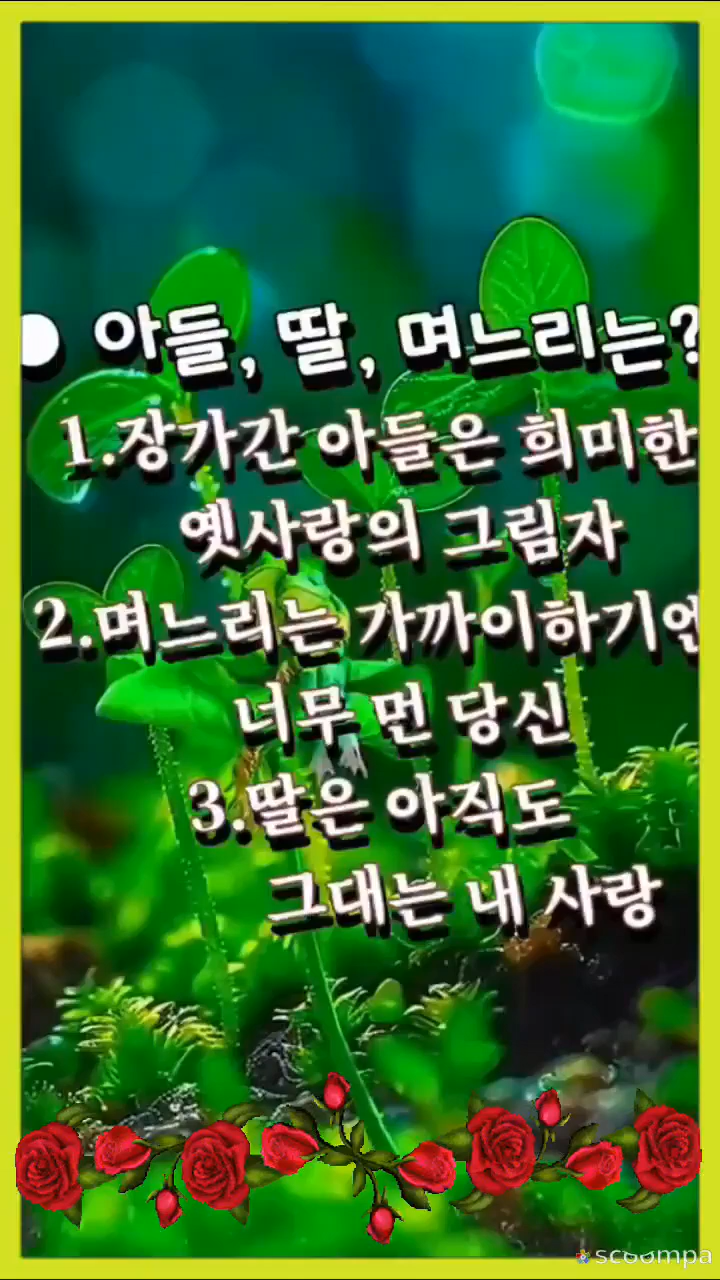 ● 아들, 딸, 며느리는?
1.장가간 아들은 희미한
옛사랑의 그림자
2.며느리는 가까이하기엔
너무 먼 당신
3.딸은 아직도
그대는 내 사랑
scoompa